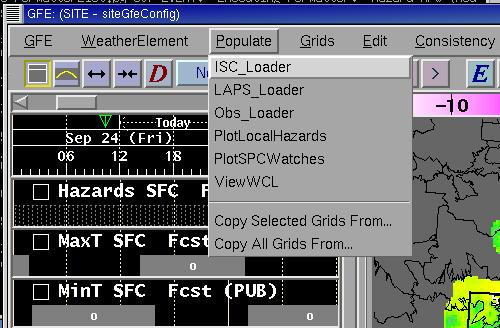 GFE: (SITE - siteGfeConfig)
GFE WeatherElement Populate Grids Edit Consistency
ISC_Loader
LAPS_Loader
Obs_Loader
PlotLocalHazards
PlotSPCWatches
ViewWCL
Copy Selected Grids From...
Copy All Grids From...
D
E
-10
Today
Sep 24 (Fri)
06 12 18
Hazards SFC F
MaxT SFC Fcst
0
MinT SFC Fcst (PUB)
0 0